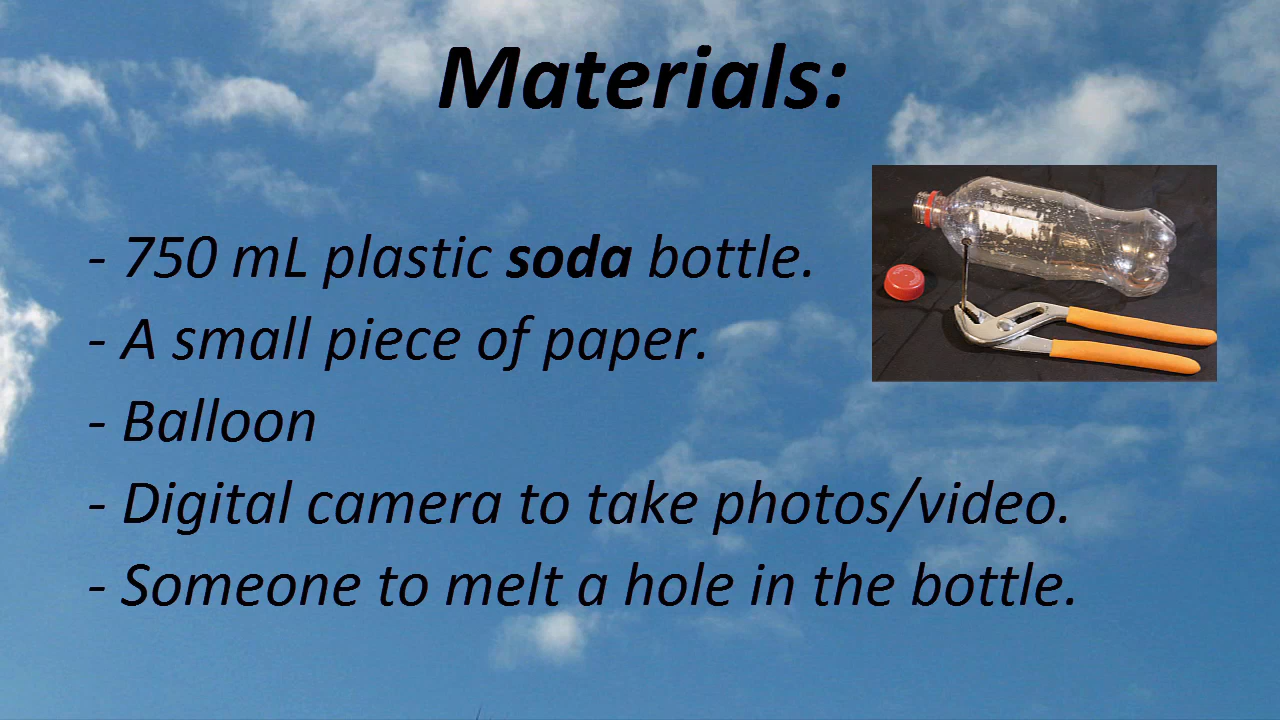 Materials:
- 750 mL plastic soda bottle.
- A small piece of paper.
- Balloon
- Digital camera to take photos/video.
- Someone to melt a hole in the bottle.